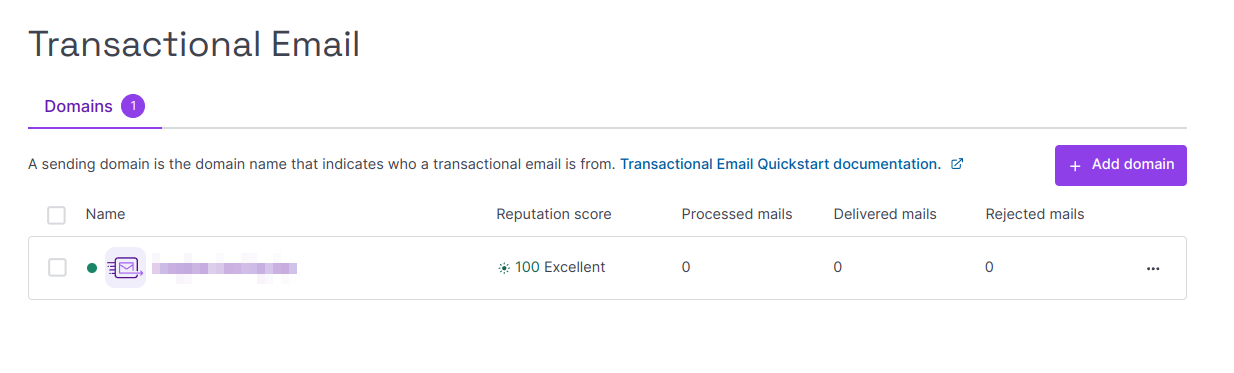 Transactional Email
Domains 1
A sending domain is the domain name that indicates who a transactional email is from. Transactional Email Quickstart documentation.
+ Add domain
Name Reputation score Processed mails Delivered mails Rejected mails
100 Excellent 0 0 0